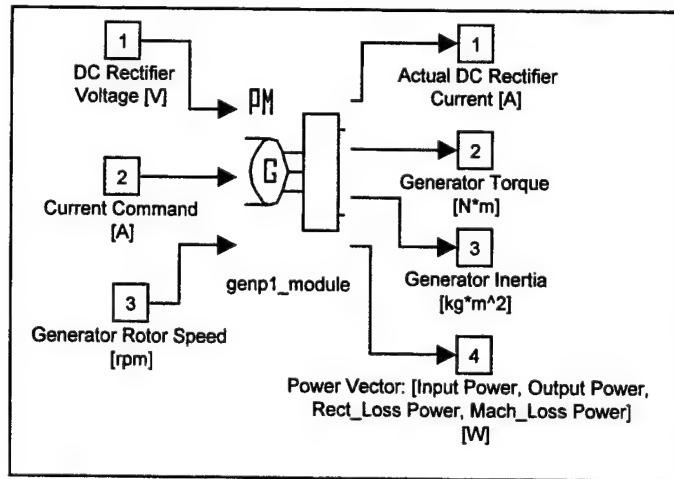 1
DC Rectifier
Voltage [V]
2
Current Command
[A]
3
Generator Rotor Speed
[rpm]
PM
G
genp1_module
1
Actual DC Rectifier
Current [A]
2
Generator Torque
[N*m]
3
Generator Inertia
[kg*m^2]
4
Power Vector: [Input Power, Output Power,
Rect_Loss Power, Mach_Loss Power]
[W]